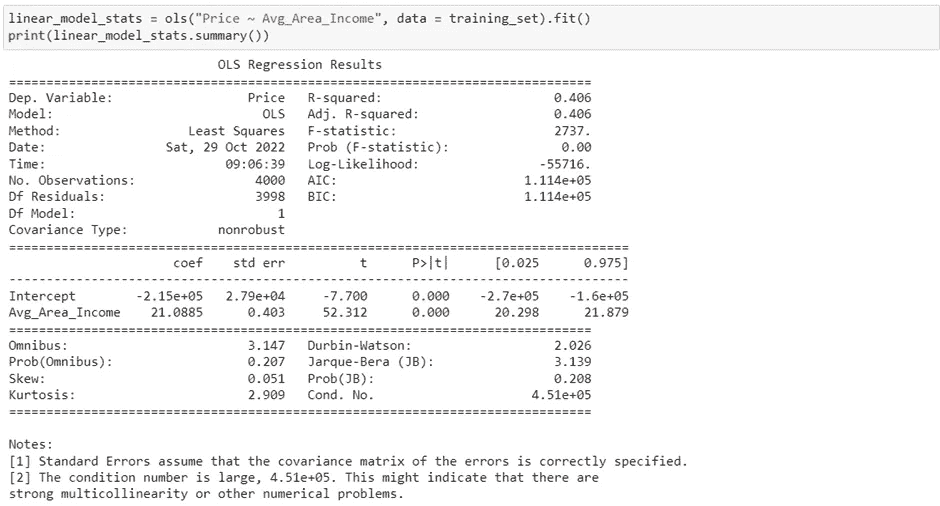 linear_model_stats = ols("Price ~ Avg_Area_Income", data = training_set).fit()
print(linear_model_stats.summary())
OLS Regression Results
==============================================================================
Dep. Variable: Price R-squared: 0.406
Model: OLS Adj. R-squared: 0.406
Method: Least Squares F-statistic: 2737.
Date: Sat, 29 Oct 2022 Prob (F-statistic): 0.00
Time: 09:06:39 Log-Likelihood: -55716.
No. Observations: 4000 AIC: 1.114e+05
Df Residuals: 3998 BIC: 1.114e+05
Df Model: 1
Covariance Type: nonrobust
===================================================================================
coef std err t P>|t| [0.025 0.975]
-----------------------------------------------------------------------------------
Intercept -2.15e+05 2.79e+04 -7.700 0.000 -2.7e+05 -1.6e+05
Avg_Area_Income 21.0885 0.403 52.312 0.000 20.298 21.879
==============================================================================
Omnibus: 3.147 Durbin-Watson: 2.026
Prob(Omnibus): 0.207 Jarque-Bera (JB): 3.139
Skew: 0.051 Prob(JB): 0.208
Kurtosis: 2.909 Cond. No. 4.51e+05
==============================================================================
Notes:
[1] Standard Errors assume that the covariance matrix of the errors is correctly specified.
[2] The condition number is large, 4.51e+05. This might indicate that there are
strong multicollinearity or other numerical problems.